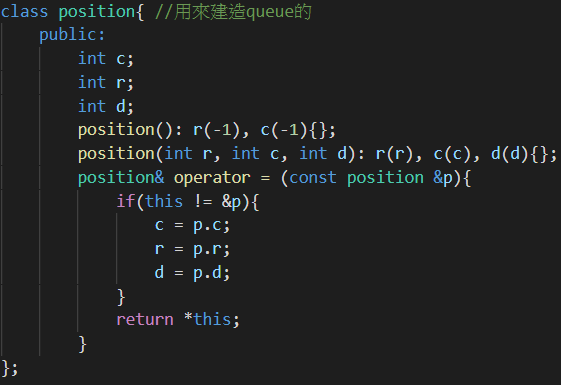 class position{ //用來建造queue的
    public:
        int c;
        int r;
        int d;
        position(): r(-1), c(-1){};
        position(int r, int c, int d): r(r), c(c), d(d){};
        position& operator = (const position &p){
            if(this != &p){
                c = p.c;
                r = p.r;
                d = p.d;
            }
            return *this;
        }
};